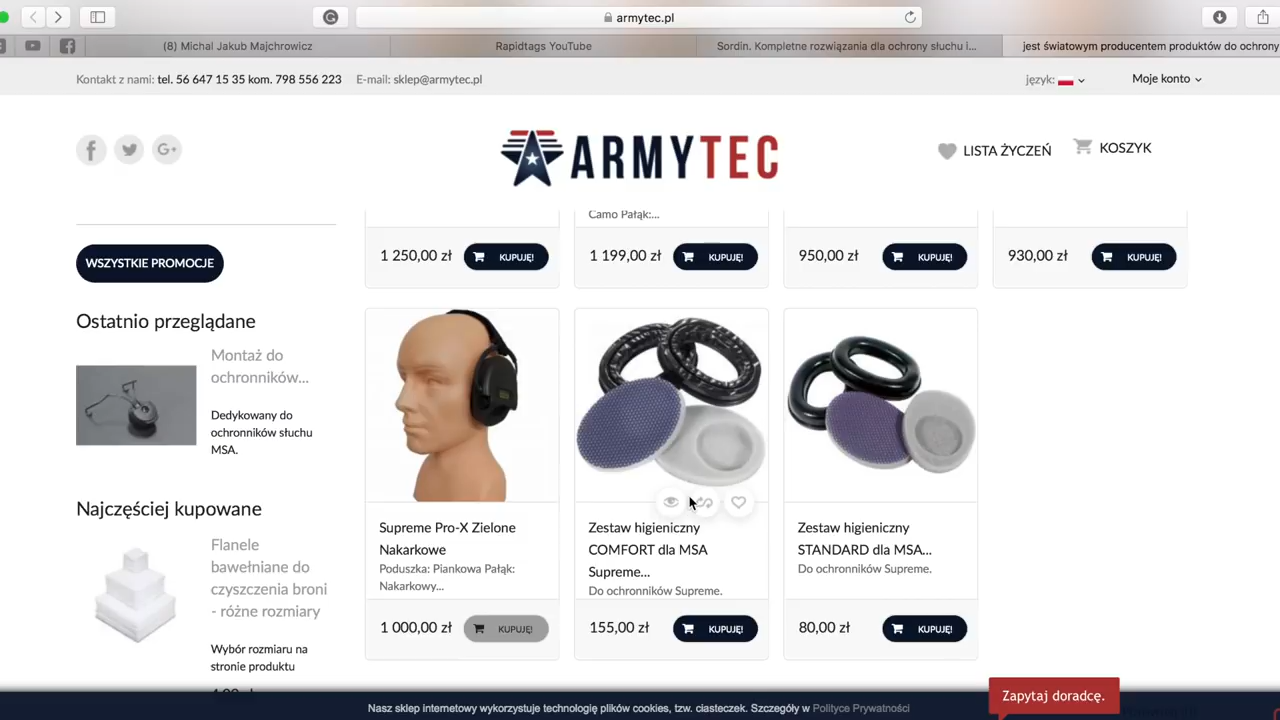 armytec.pl
(8) Michal Jakub Majchrowicz
Rapidtags YouTube
Sordin. Kompletne rozwiązania dla ochrony słuchu i...
jest światowym producentem produktów do ochrony
Kontakt z nami: tel. 56 647 15 35 kom. 798 556 223
E-mail: sklep@armytec.pl
język:
Moje konto
ARMYTEC
LISTA ŻYCZEŃ
KOSZYK
Camo Pałąk:...
1 250,00 zł KUPUJĘ!
1 199,00 zł KUPUJĘ!
950,00 zł KUPUJĘ!
930,00 zł KUPUJĘ!
WSZYSTKIE PROMOCJE
Ostatnio przeglądane
Montaż do
ochronników...
Dedykowany do
ochronników słuchu
MSA.
Najczęściej kupowane
Flanele
bawełniane do
czyszczenia broni
- różne rozmiary
Wybór rozmiaru na
stronie produktu
Supreme Pro-X Zielone
Nakarkowe
Poduszka: Piankowa Pałąk:
Nakarkowy...
1 000,00 zł KUPUJĘ!
Zestaw higieniczny
COMFORT dla MSA
Supreme...
Do ochronników Supreme.
155,00 zł KUPUJĘ!
Zestaw higieniczny
STANDARD dla MSA...
Do ochronników Supreme.
80,00 zł KUPUJĘ!
Zapytaj doradcę.
Nasz sklep internetowy wykorzystuje technologię plików cookies, tzw. ciasteczek. Szczegóły w Polityce Prywatności